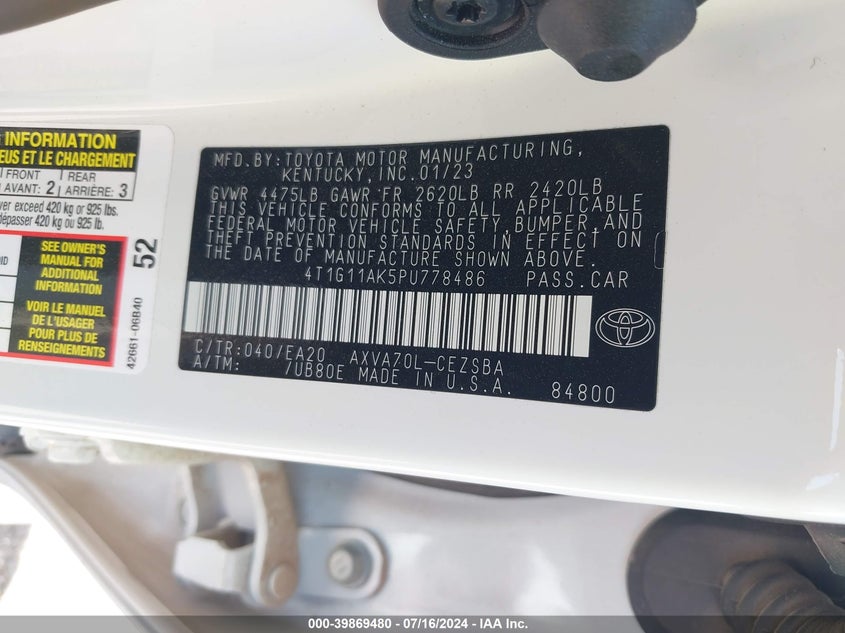 INFORMATION
EUS ET LE CHARGEMENT
FRONT
AVANT: 2
REAR
ARRIÈRE: 3
ver exceed 420 kg or 925 lbs.
dépasser 420 kg ou 925 lb.
SEE OWNER'S
MANUAL FOR
ADDITIONAL
INFORMATION
VOIR LE MANUEL
DE L'USAGER
POUR PLUS DE
RENSEIGNEMENTS
52
42661-06B40
MFD. BY: TOYOTA MOTOR MANUFACTURING,
KENTUCKY, INC. 01/23
GVWR 4475LB GAWR FR 2620LB RR 2420LB
THIS VEHICLE CONFORMS TO ALL APPLICABLE
FEDERAL MOTOR VEHICLE SAFETY, BUMPER, AND
THEFT PREVENTION STANDARDS IN EFFECT ON
THE DATE OF MANUFACTURE SHOWN ABOVE.
4T1G11AK5PU778486 PASS. CAR
C/TR: 040/EA20 AXVA70L-CEZSBA
A/TM: /UB80E MADE IN U.S.A. 84800
000-39869480 - 07/16/2024 - IAA Inc.